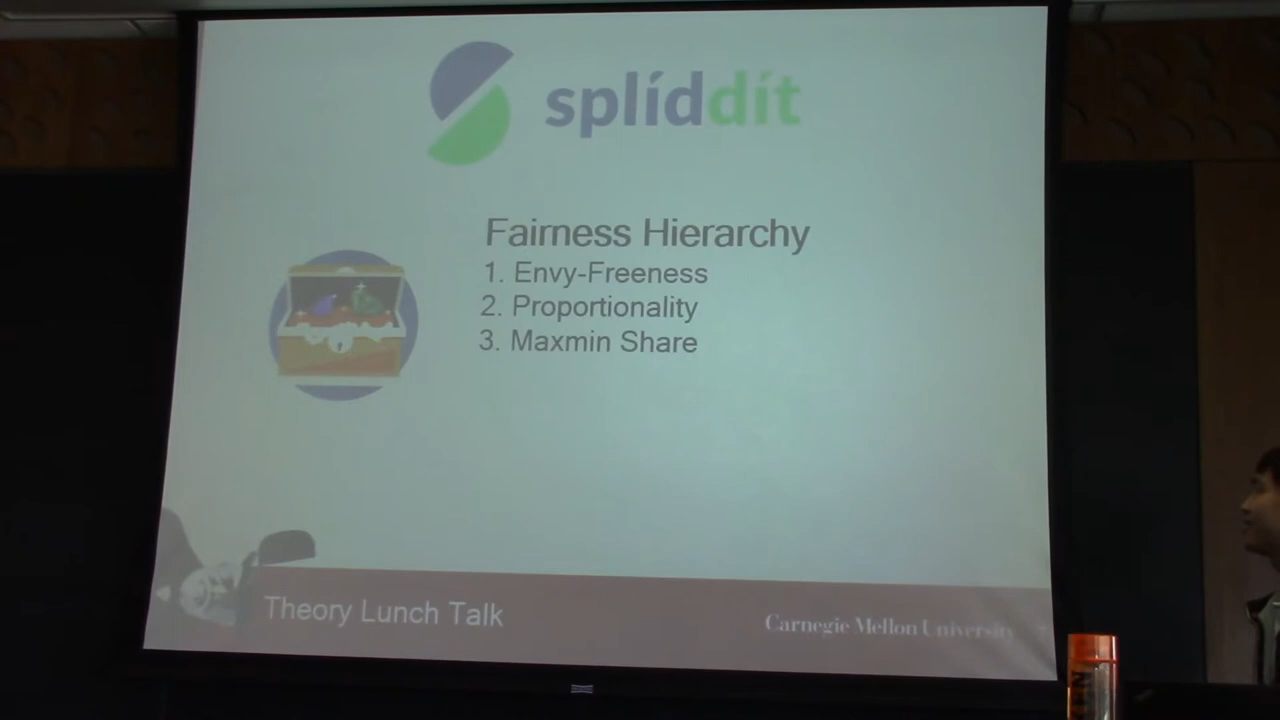 splíddít
Fairness Hierarchy
1. Envy-Freeness
2. Proportionality
3. Maxmin Share
Theory Lunch Talk
Carnegie Mellon University